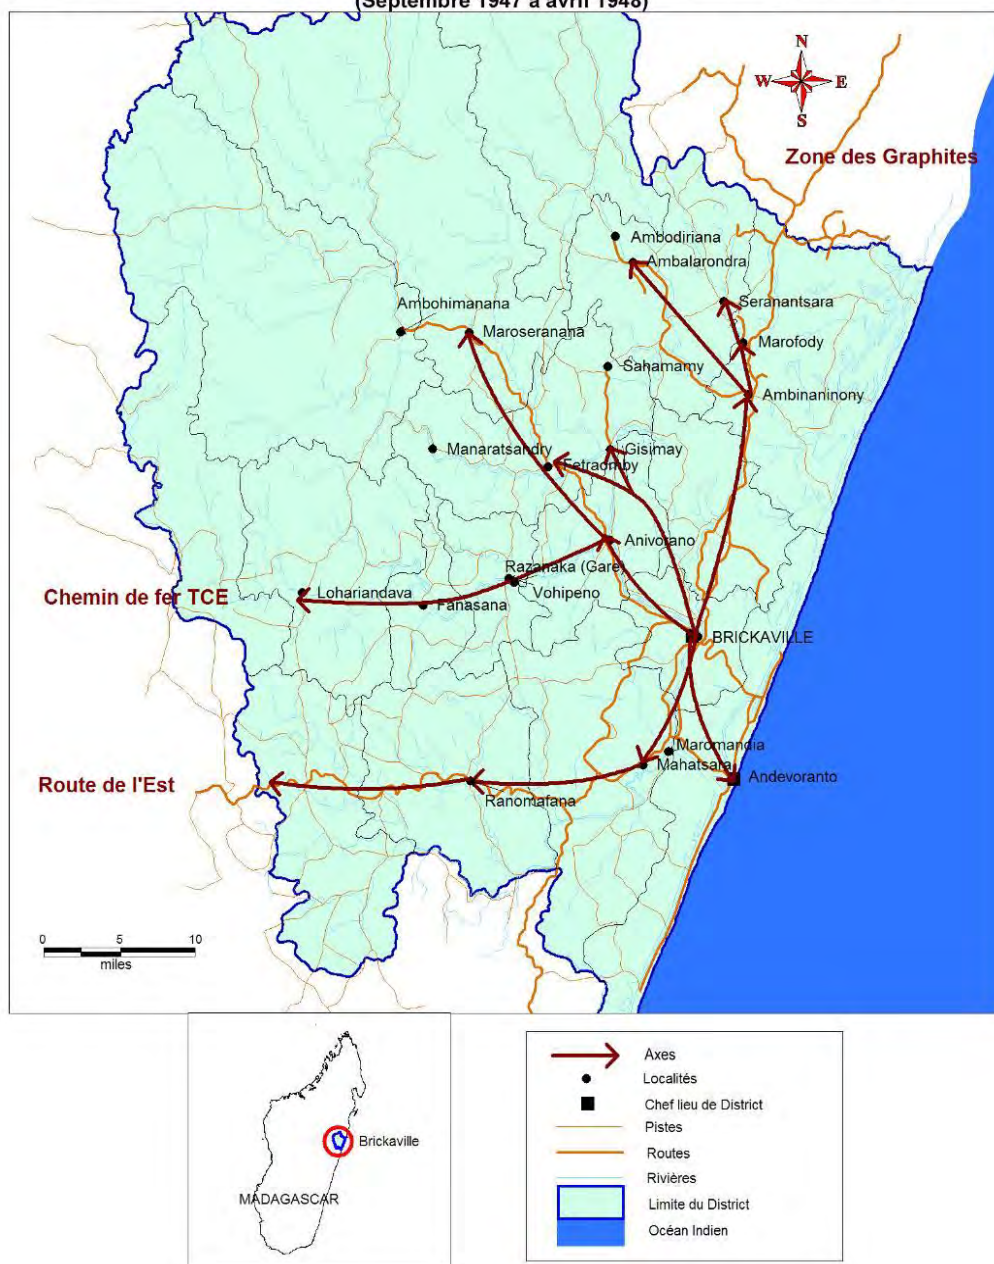 (Septembre 1947 à avril 1948)
N
W
E
S
Zone des Graphites
Ambodiriana
Ambalarondra
Seranantsara
Ambohimanana
Maroseranana
Marofody
Sahamamy
Ambinaninony
Manaratsandry
Gisimay
Fetraomby
Anivorano
Razanaka (Gare)
Chemin de fer TCE
Lohariandava
Vohipeno
Fanasana
BRICKAVILLE
Maromandia
Mahatsara
Route de l'Est
Andevoranto
Ranomafana
0 5 10
miles
Brickaville
MADAGASCAR
Axes
Localités
Chef lieu de District
Pistes
Routes
Rivières
Limite du District
Océan Indien